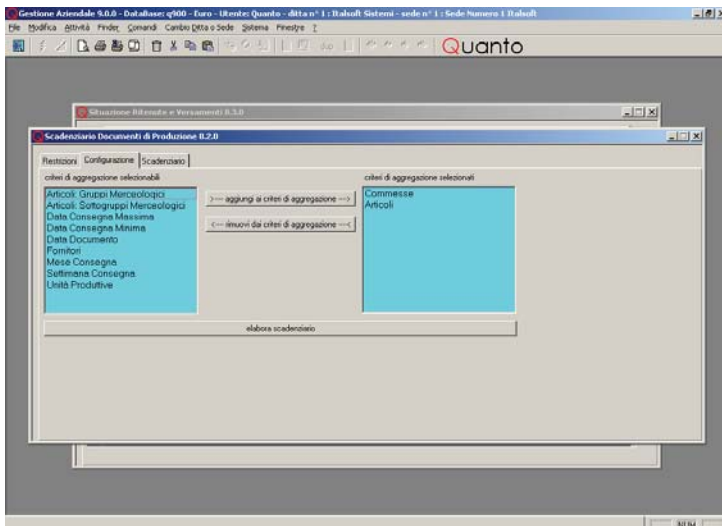 Gestione Aziendale 9.0.0 - DataBase: q900 - Euro - Utente: Quanto - ditta n° 1 : Italsoft Sistemi - sede n° 1 : Sede Numero 1 Italsoft
File Modifica Attività Finder Comandi Cambio Ditta o Sede Sistema Finestre ?
Quanto
Situazione Ritenute e Versamenti 8.3.0
Scadenziario Documenti di Produzione 8.2.0
Restrizioni Configurazione Scadenziario
criteri di aggregazione selezionabili
criteri di aggregazione selezionati
Articoli: Gruppi Merceologici
Articoli: Sottogruppi Merceologici
Data Consegna Massima
Data Consegna Minima
Data Documento
Fornitori
Mese Consegna
Settimana Consegna
Unità Produttive
>--- aggiungi ai criteri di aggregazione --->
<--- rimuovi dai criteri di aggregazione ---<
Commesse
Articoli
elabora scadenziario
NUM